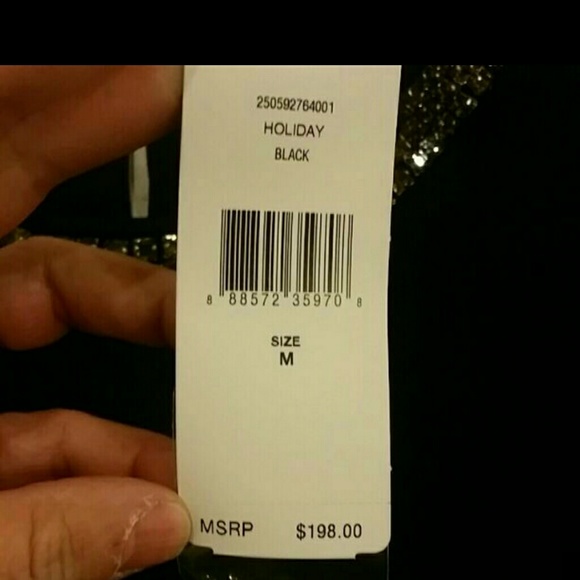 250592764001
HOLIDAY
BLACK
8 88572 35970 8
SIZE
M
MSRP $198.00